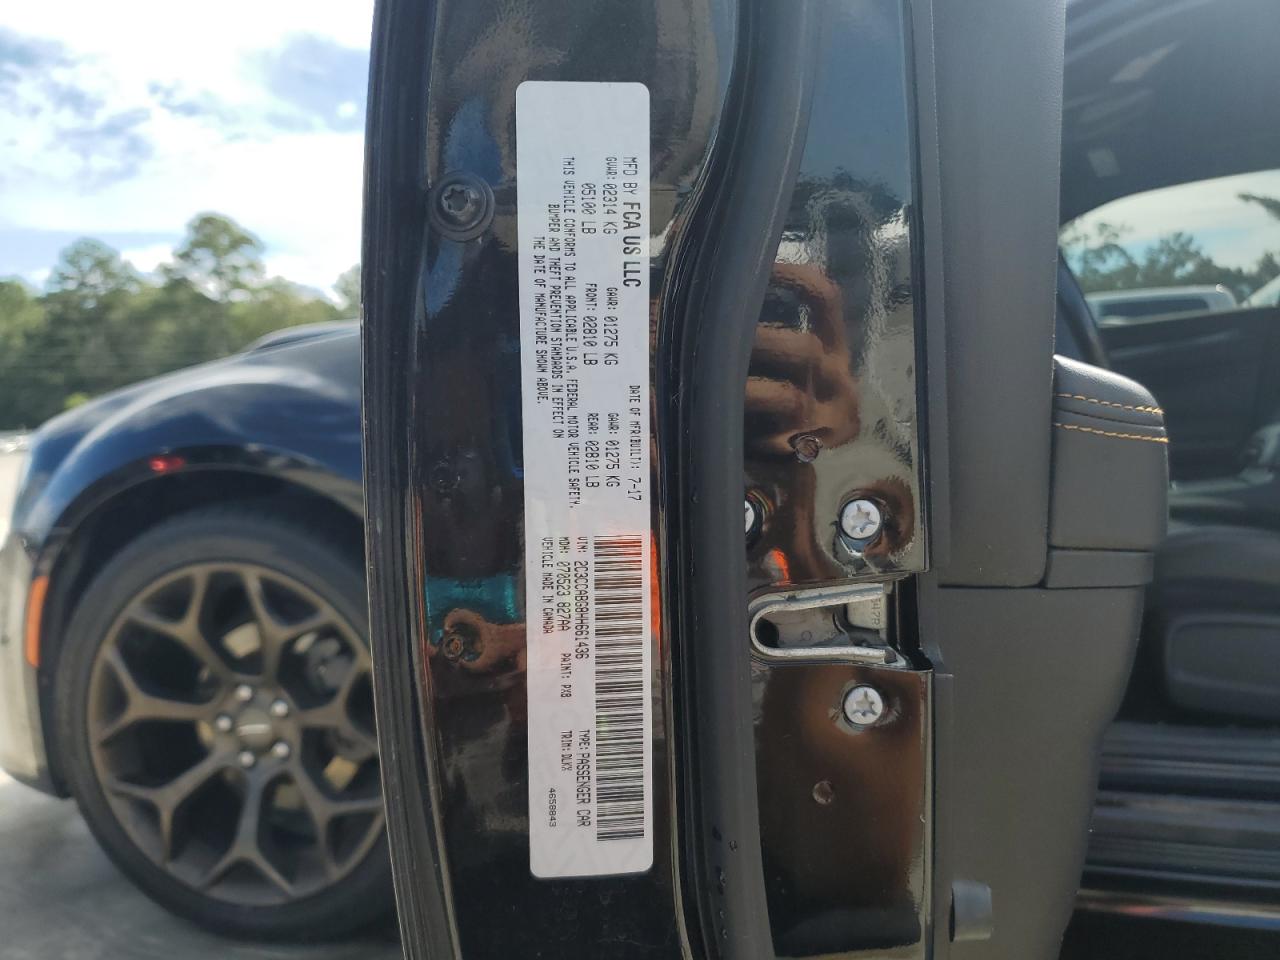 MFD BY FCA US LLC
DATE OF MFR(BUILT): 7-17
GVWR: 02314 KG GAWR: 01275 KG GAWR: 01275 KG
05100 LB FRONT: 02810 LB REAR: 02810 LB
THIS VEHICLE CONFORMS TO ALL APPLICABLE U.S.A. FEDERAL MOTOR VEHICLE SAFETY,
BUMPER AND THEFT PREVENTION STANDARDS IN EFFECT ON
THE DATE OF MANUFACTURE SHOWN ABOVE.
VIN: 2C3CCABG9HH661436 TYPE: PASSENGER CAR
MDH: 070523 827AA PAINT: PX8 TRIM: DLKX
VEHICLE MADE IN CANADA 4658843